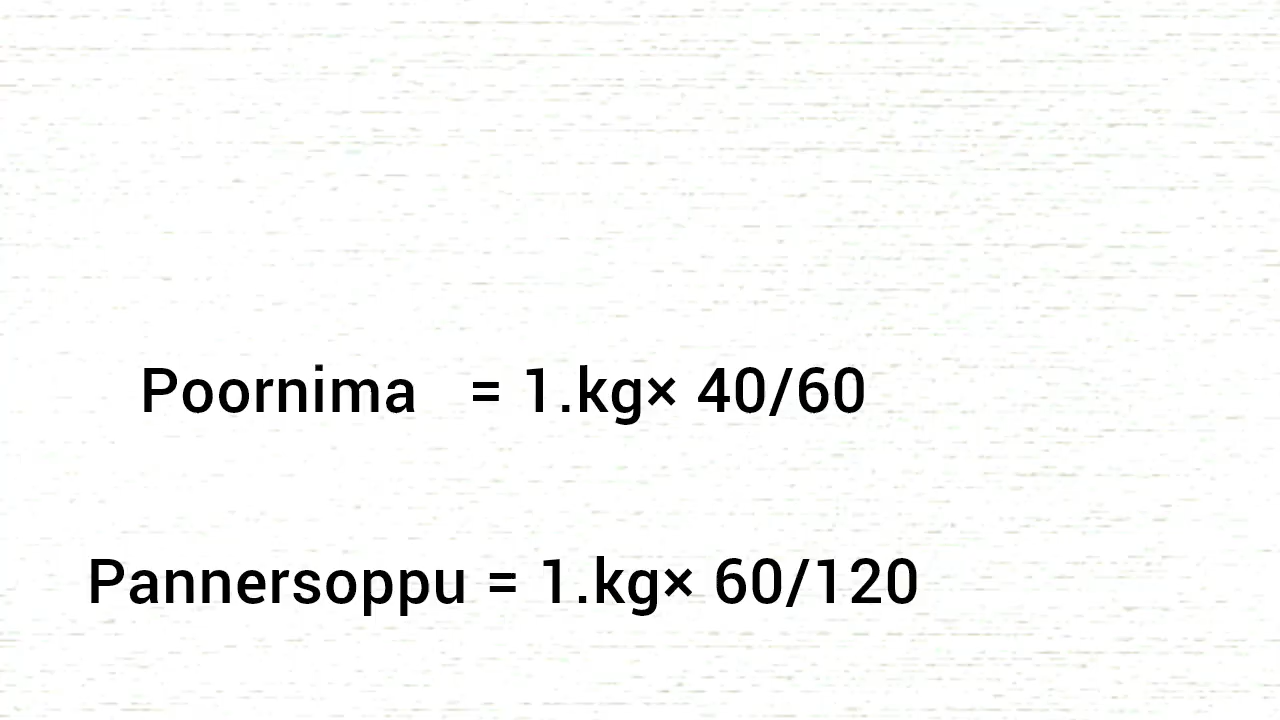 Poornima = 1.kg× 40/60
Pannersoppu = 1.kg× 60/120